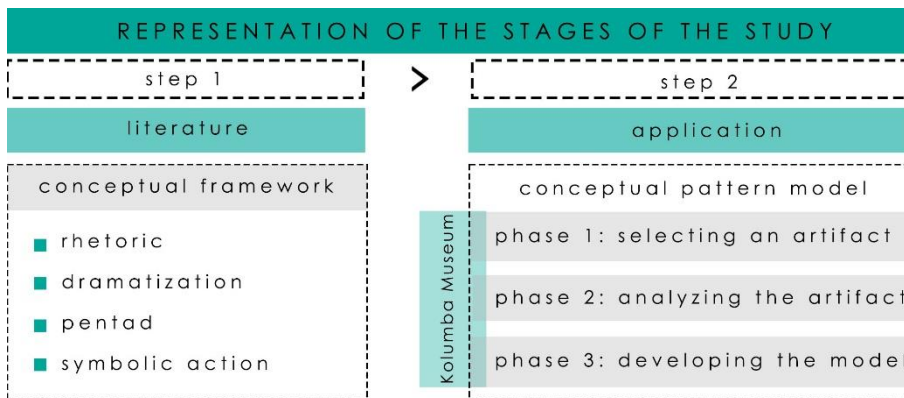 REPRESENTATION OF THE STAGES OF THE STUDY
step 1
>
step 2
literature
application
conceptual framework
rhetoric
dramatization
pentad
symbolic action
conceptual pattern model
Kolumba Museum
phase 1: selecting an artifact
phase 2: analyzing the artifact
phase 3: developing the model